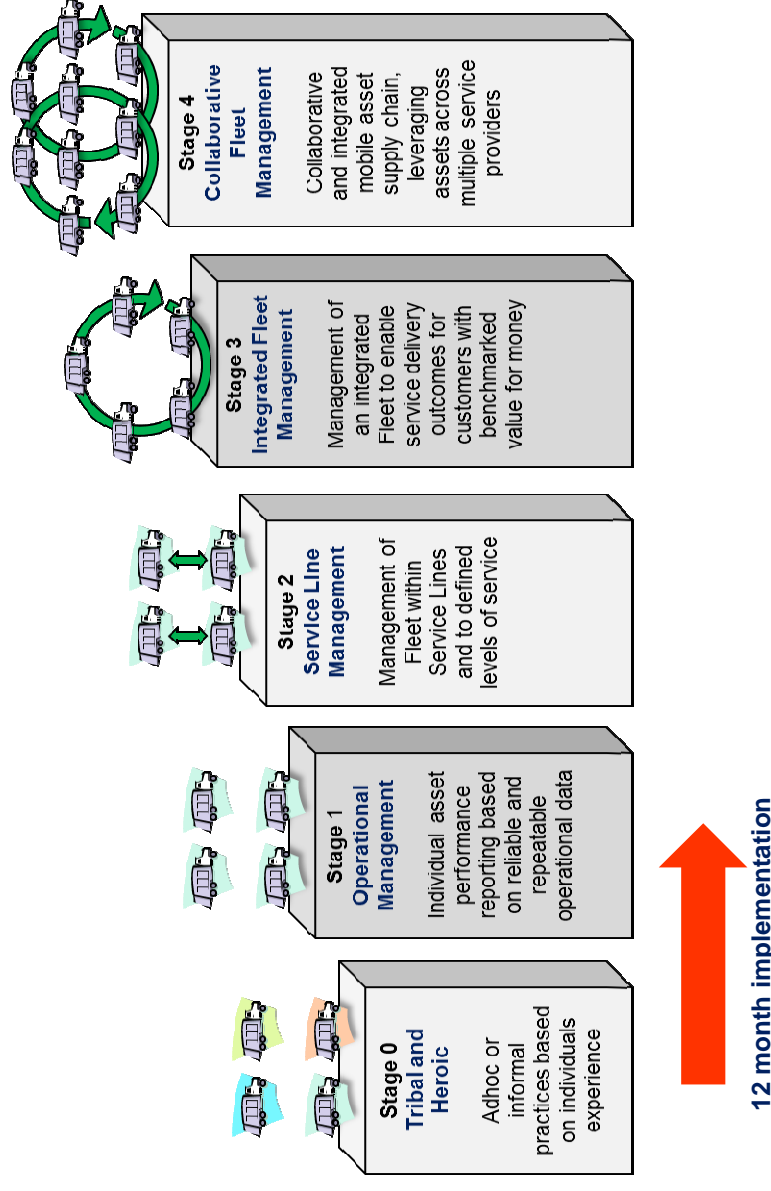 Stage 0
Tribal and
Heroic
Adhoc or
informal
practices based
on individuals
experience
Stage 1
Operational
Management
Individual asset
performance
reporting based
on reliable and
repeatable
operational data
Stage 2
Service Line
Management
Management of
Fleet within
Service Lines
and to defined
levels of service
Stage 3
Integrated Fleet
Management
Management of
an integrated
Fleet to enable
service delivery
outcomes for
customers with
benchmarked
value for money
Stage 4
Collaborative
Fleet
Management
Collaborative
and integrated
mobile asset
supply chain,
leveraging
assets across
multiple service
providers
12 month implementation